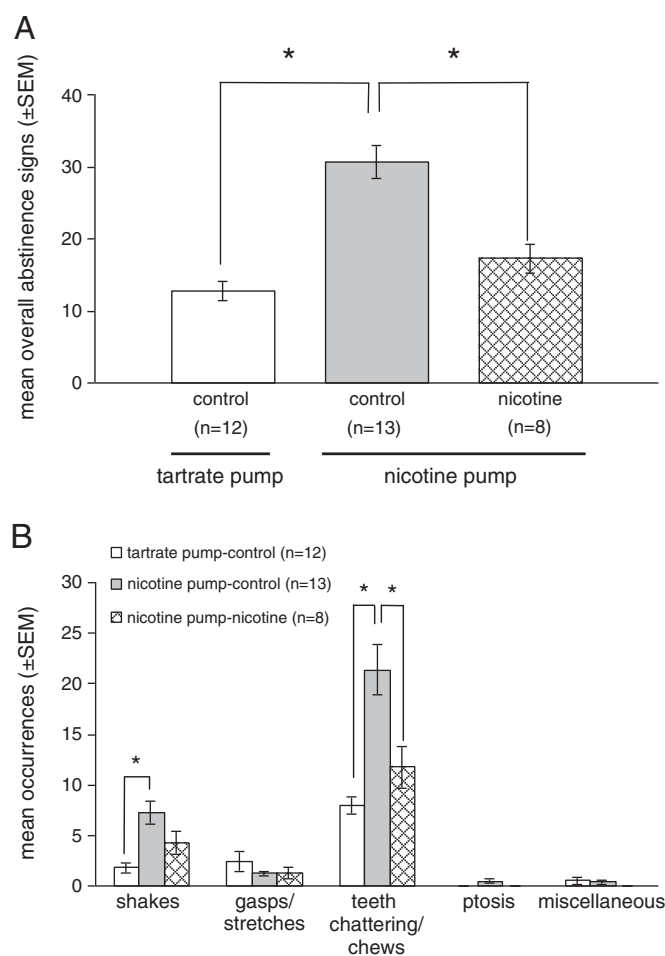 A
mean overall abstinence signs (±SEM)
* *
40
30
20
10
0
control control nicotine
(n=12) (n=13) (n=8)
tartrate pump nicotine pump
B
mean occurrences (±SEM)
tartrate pump-control (n=12)
nicotine pump-control (n=13)
nicotine pump-nicotine (n=8)
30
25
20
15
10
5
0
* *
*
shakes gasps/ teeth ptosis miscellaneous
stretches chattering/
chews